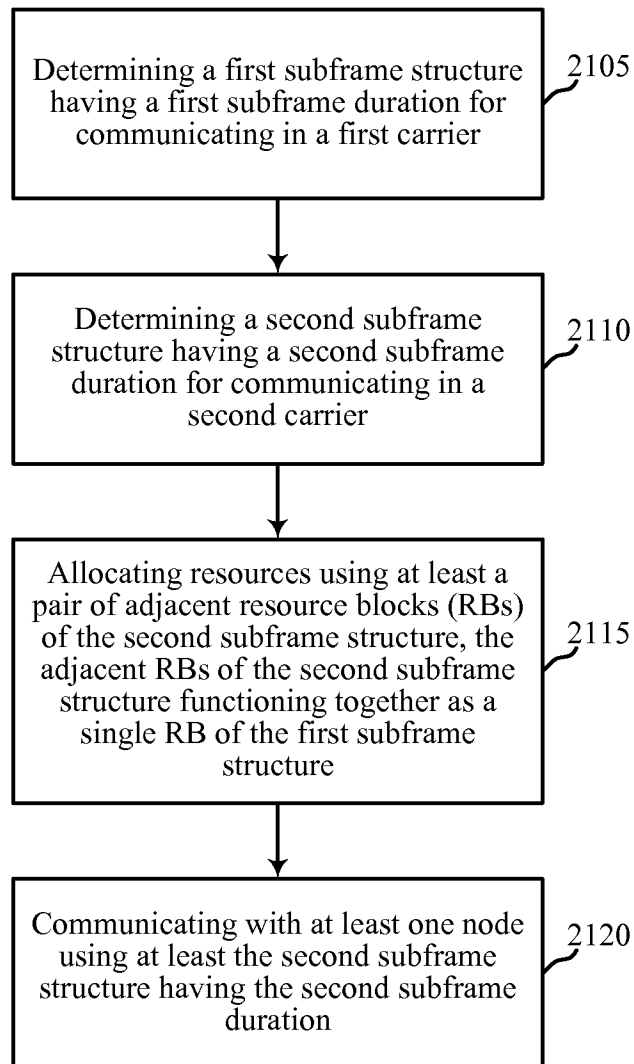 Determining a first subframe structure
having a first subframe duration for
communicating in a first carrier
2105
Determining a second subframe
structure having a second subframe
duration for communicating in a
second carrier
2110
Allocating resources using at least a
pair of adjacent resource blocks (RBs)
of the second subframe structure, the
adjacent RBs of the second subframe
structure functioning together as a
single RB of the first subframe
structure
2115
Communicating with at least one node
using at least the second subframe
structure having the second subframe
duration
2120